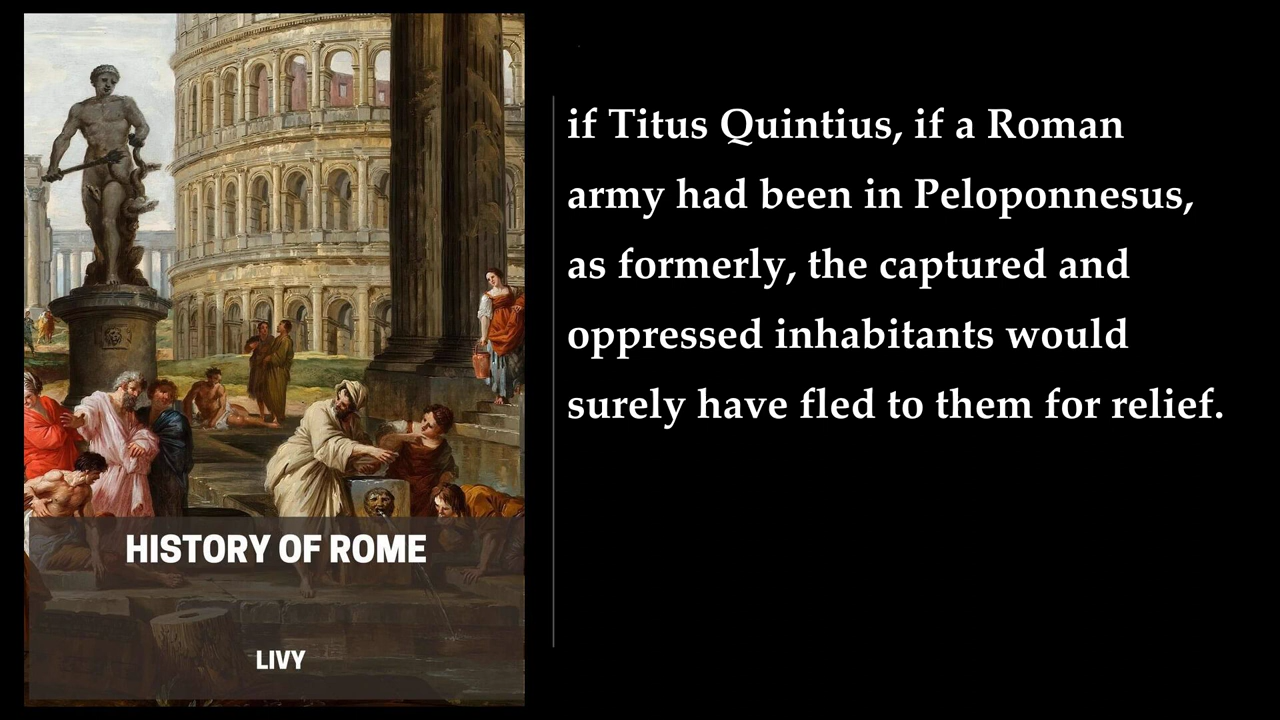 if Titus Quintius, if a Roman
army had been in Peloponnesus,
as formerly, the captured and
oppressed inhabitants would
surely have fled to them for relief.
HISTORY OF ROME
LIVY